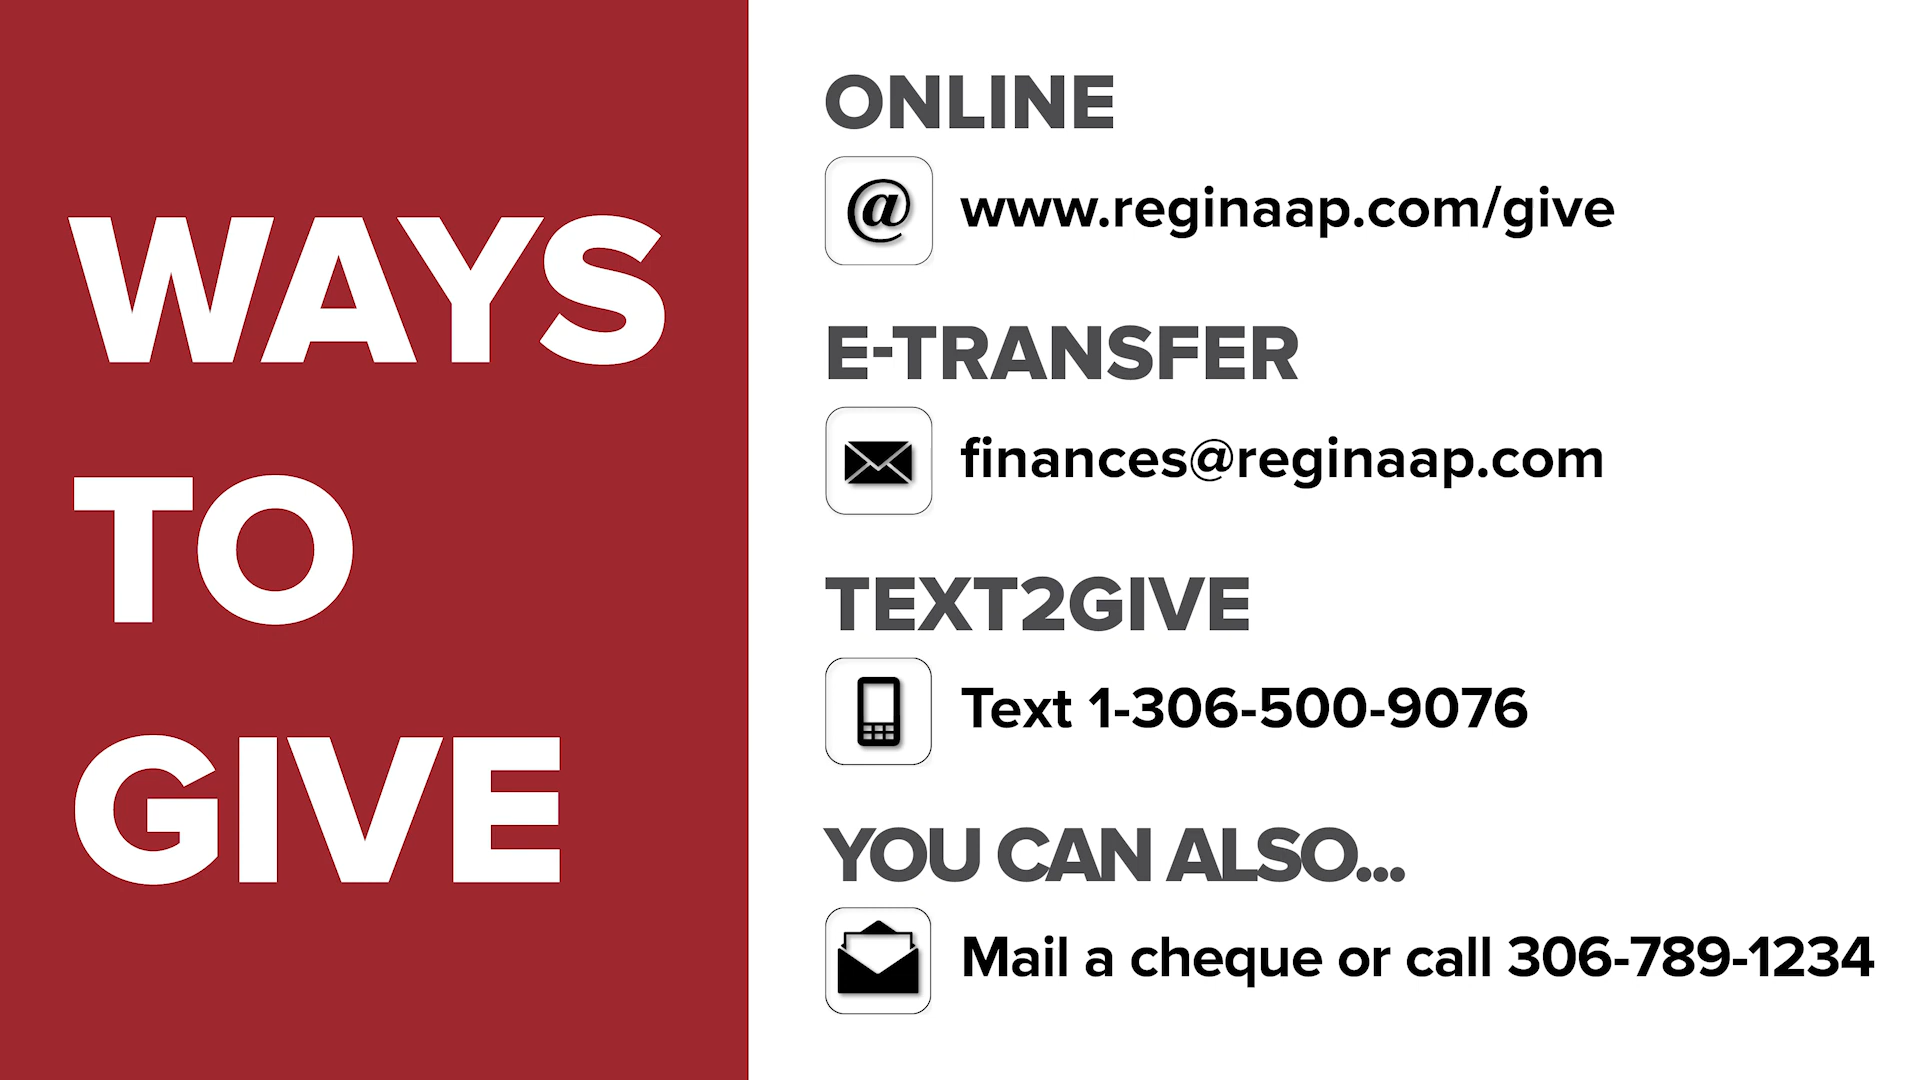 WAYS
TO
GIVE
ONLINE
@ www.reginaap.com/give
E-TRANSFER
finances@reginaap.com
TEXT2GIVE
Text 1-306-500-9076
YOU CAN ALSO...
Mail a cheque or call 306-789-1234